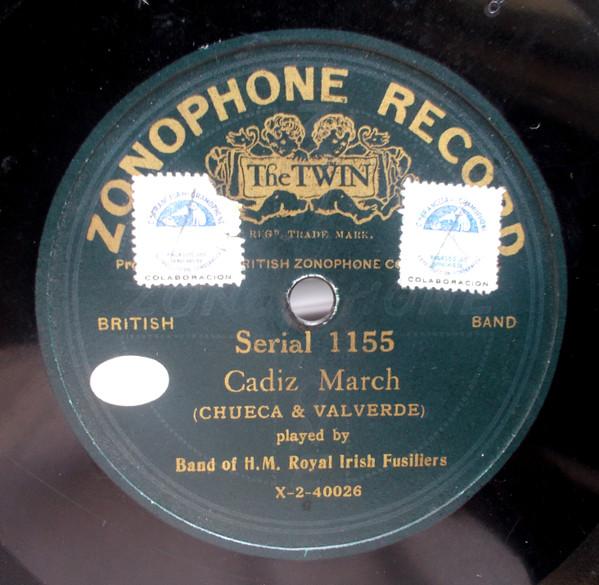 ZONOPHONE RECORD
The TWIN
REGD. TRADE MARK.
BRITISH ZONOPHONE
COLABORACION
COLABORACION
BRITISH BAND
Serial 1155
Cadiz March
(CHUECA & VALVERDE)
played by
Band of H.M. Royal Irish Fusiliers
X-2-40026